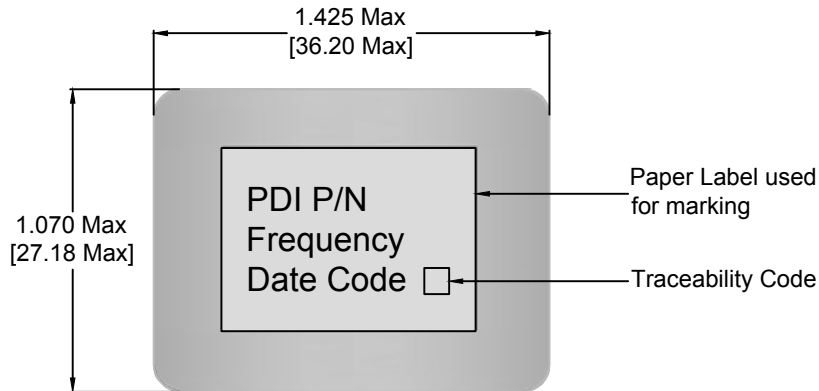 1.425 Max
[36.20 Max]
1.070 Max
[27.18 Max]
PDI P/N
Frequency
Date Code
Paper Label used
for marking
Traceability Code